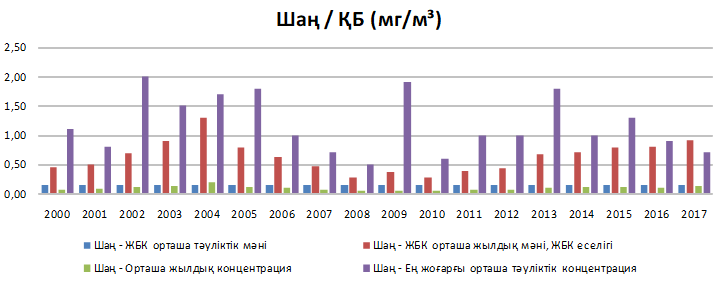 Шаң / ҚБ (мг/м³)
2,50
2,00
1,50
1,00
0,50
0,00
2000 2001 2002 2003 2004 2005 2006 2007 2008 2009 2010 2011 2012 2013 2014 2015 2016 2017
Шаң - ЖБК орташа тәуліктік мәні
Шаң - ЖБК орташа жылдық мәні, ЖБК еселігі
Шаң - Орташа жылдық концентрация
Шаң - Ең жоғарғы орташа тәуліктік концентрация